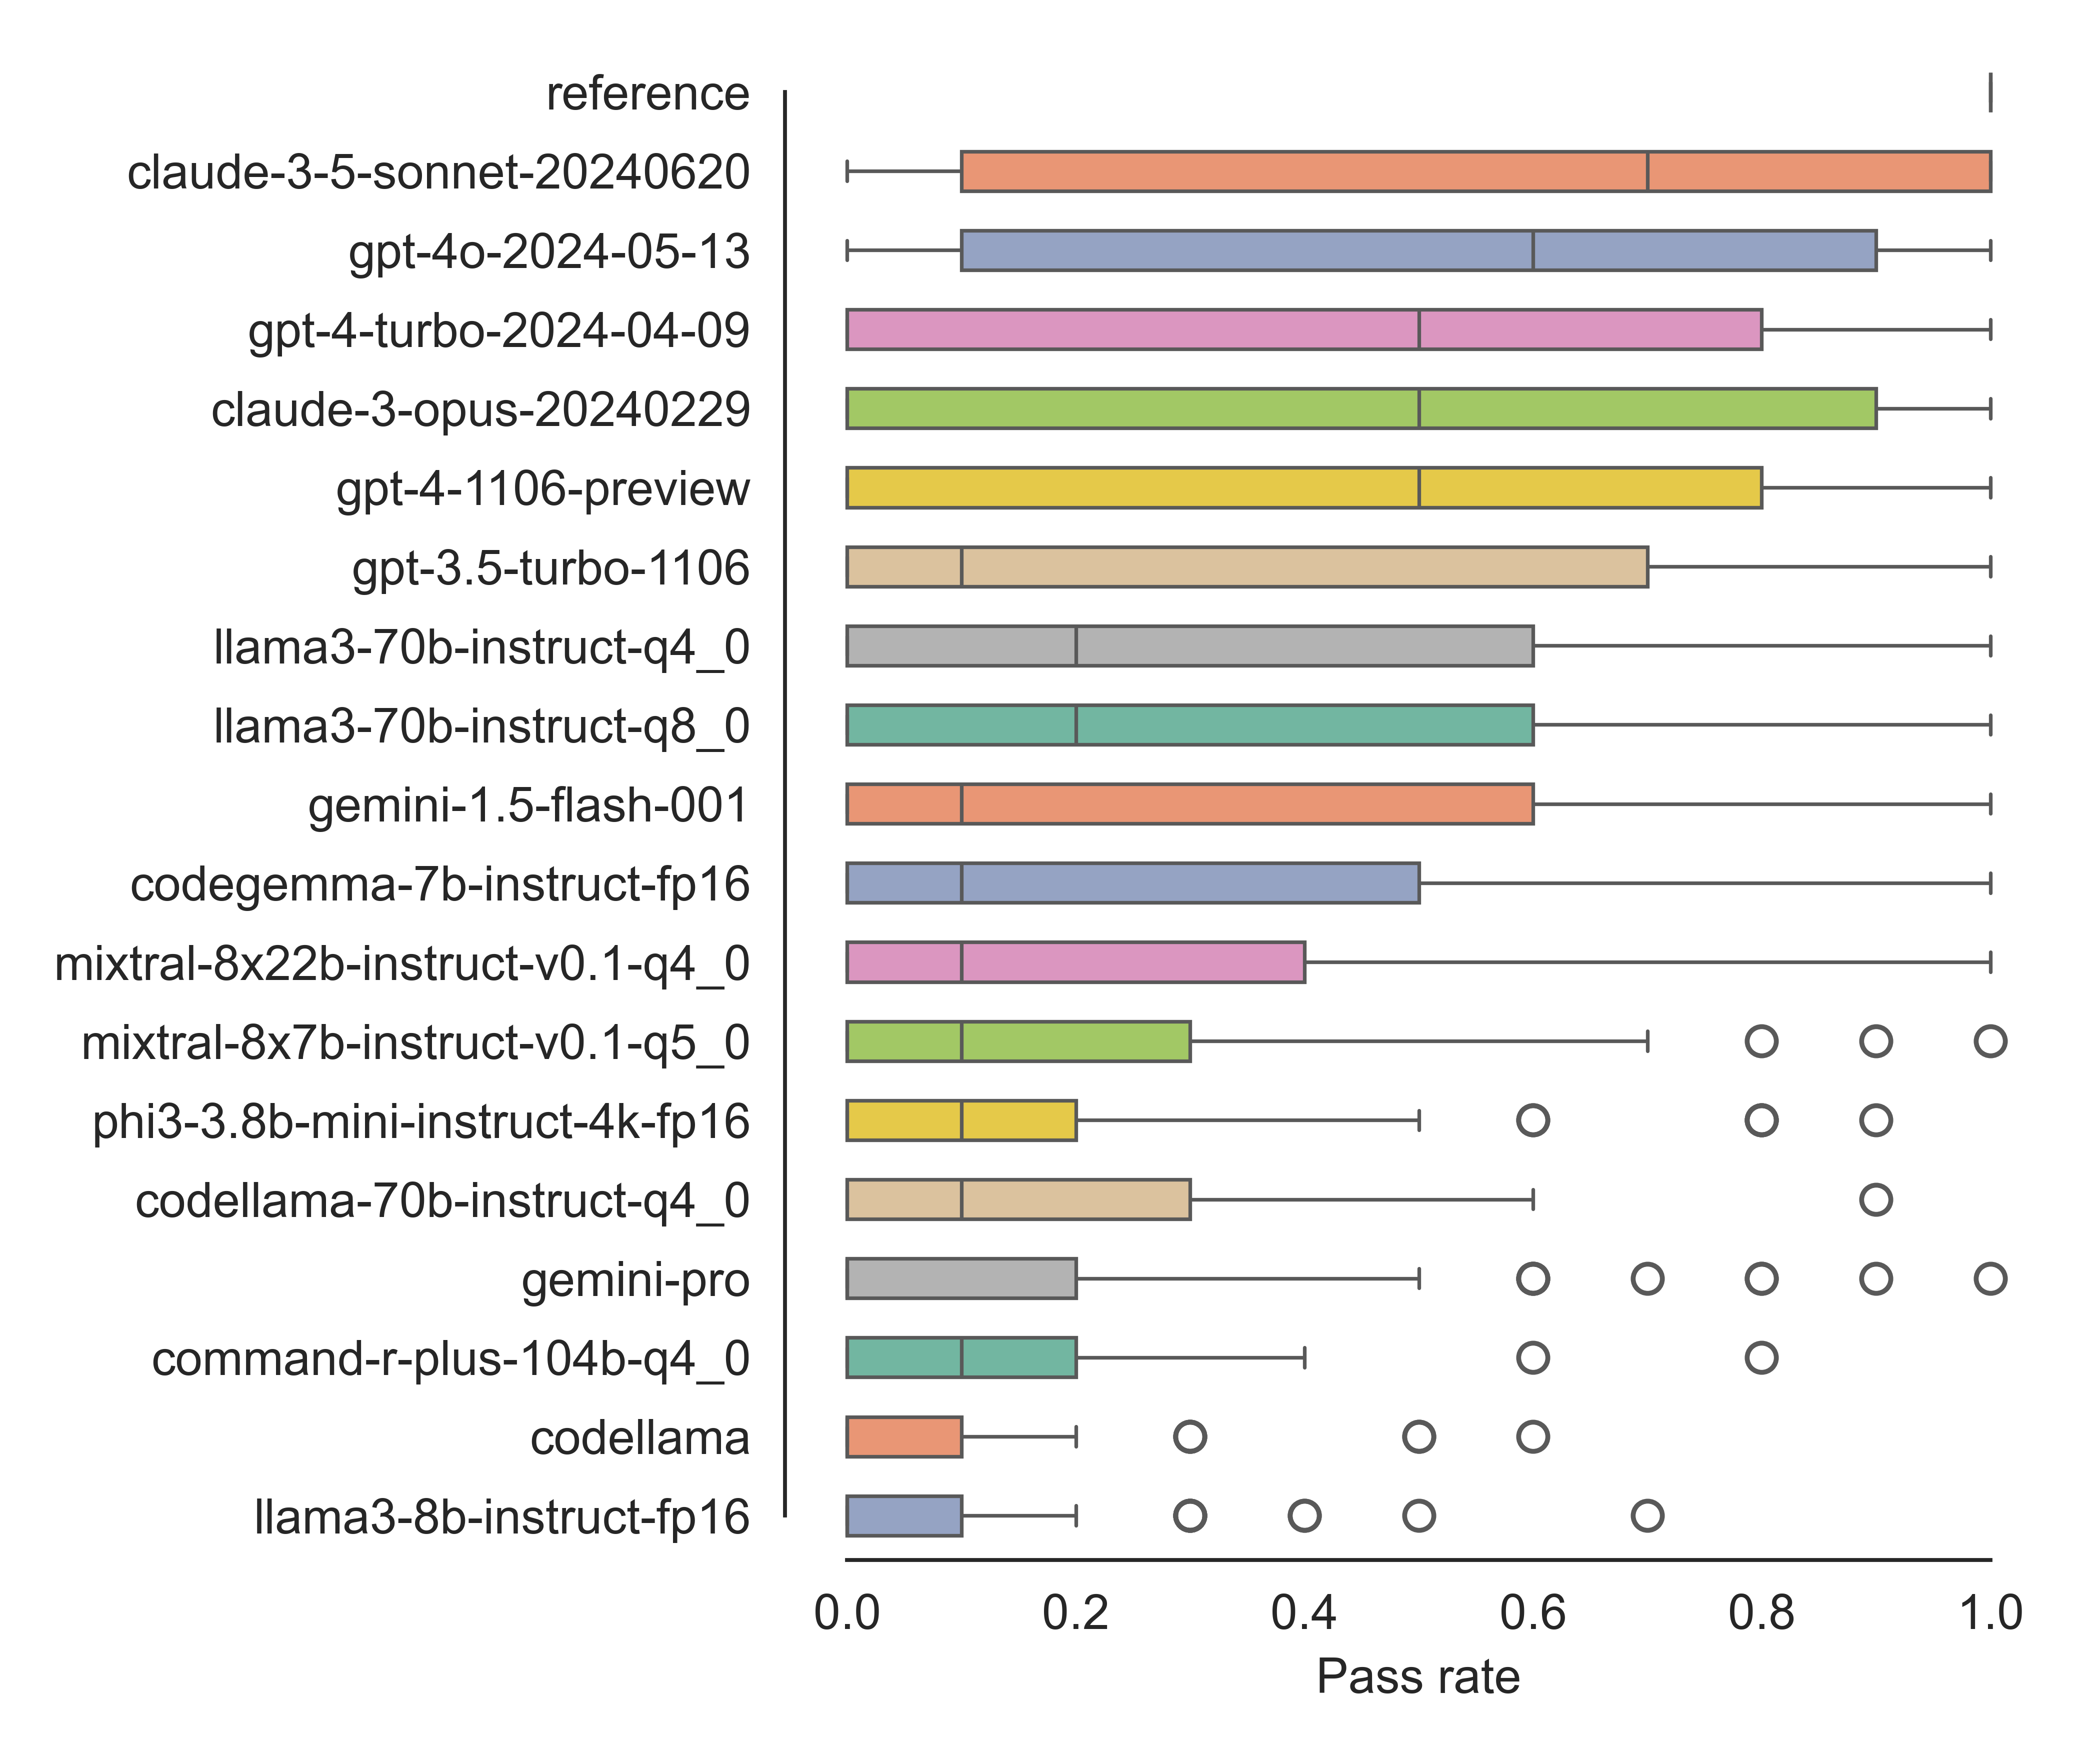 reference
claude-3-5-sonnet-20240620
gpt-4o-2024-05-13
gpt-4-turbo-2024-04-09
claude-3-opus-20240229
gpt-4-1106-preview
gpt-3.5-turbo-1106
llama3-70b-instruct-q4_0
llama3-70b-instruct-q8_0
gemini-1.5-flash-001
codegemma-7b-instruct-fp16
mixtral-8x22b-instruct-v0.1-q4_0
mixtral-8x7b-instruct-v0.1-q5_0
phi3-3.8b-mini-instruct-4k-fp16
codellama-70b-instruct-q4_0
gemini-pro
command-r-plus-104b-q4_0
codellama
llama3-8b-instruct-fp16
0.0 0.2 0.4 0.6 0.8 1.0
Pass rate